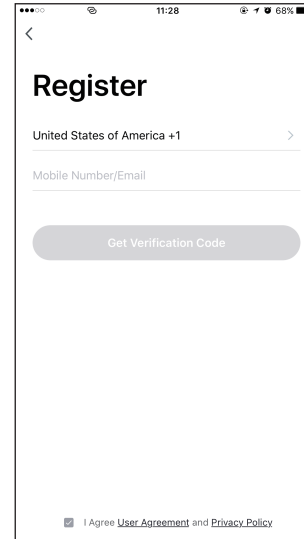 11:28 68%
Register
United States of America +1
Mobile Number/Email
Get Verification Code
I Agree User Agreement and Privacy Policy